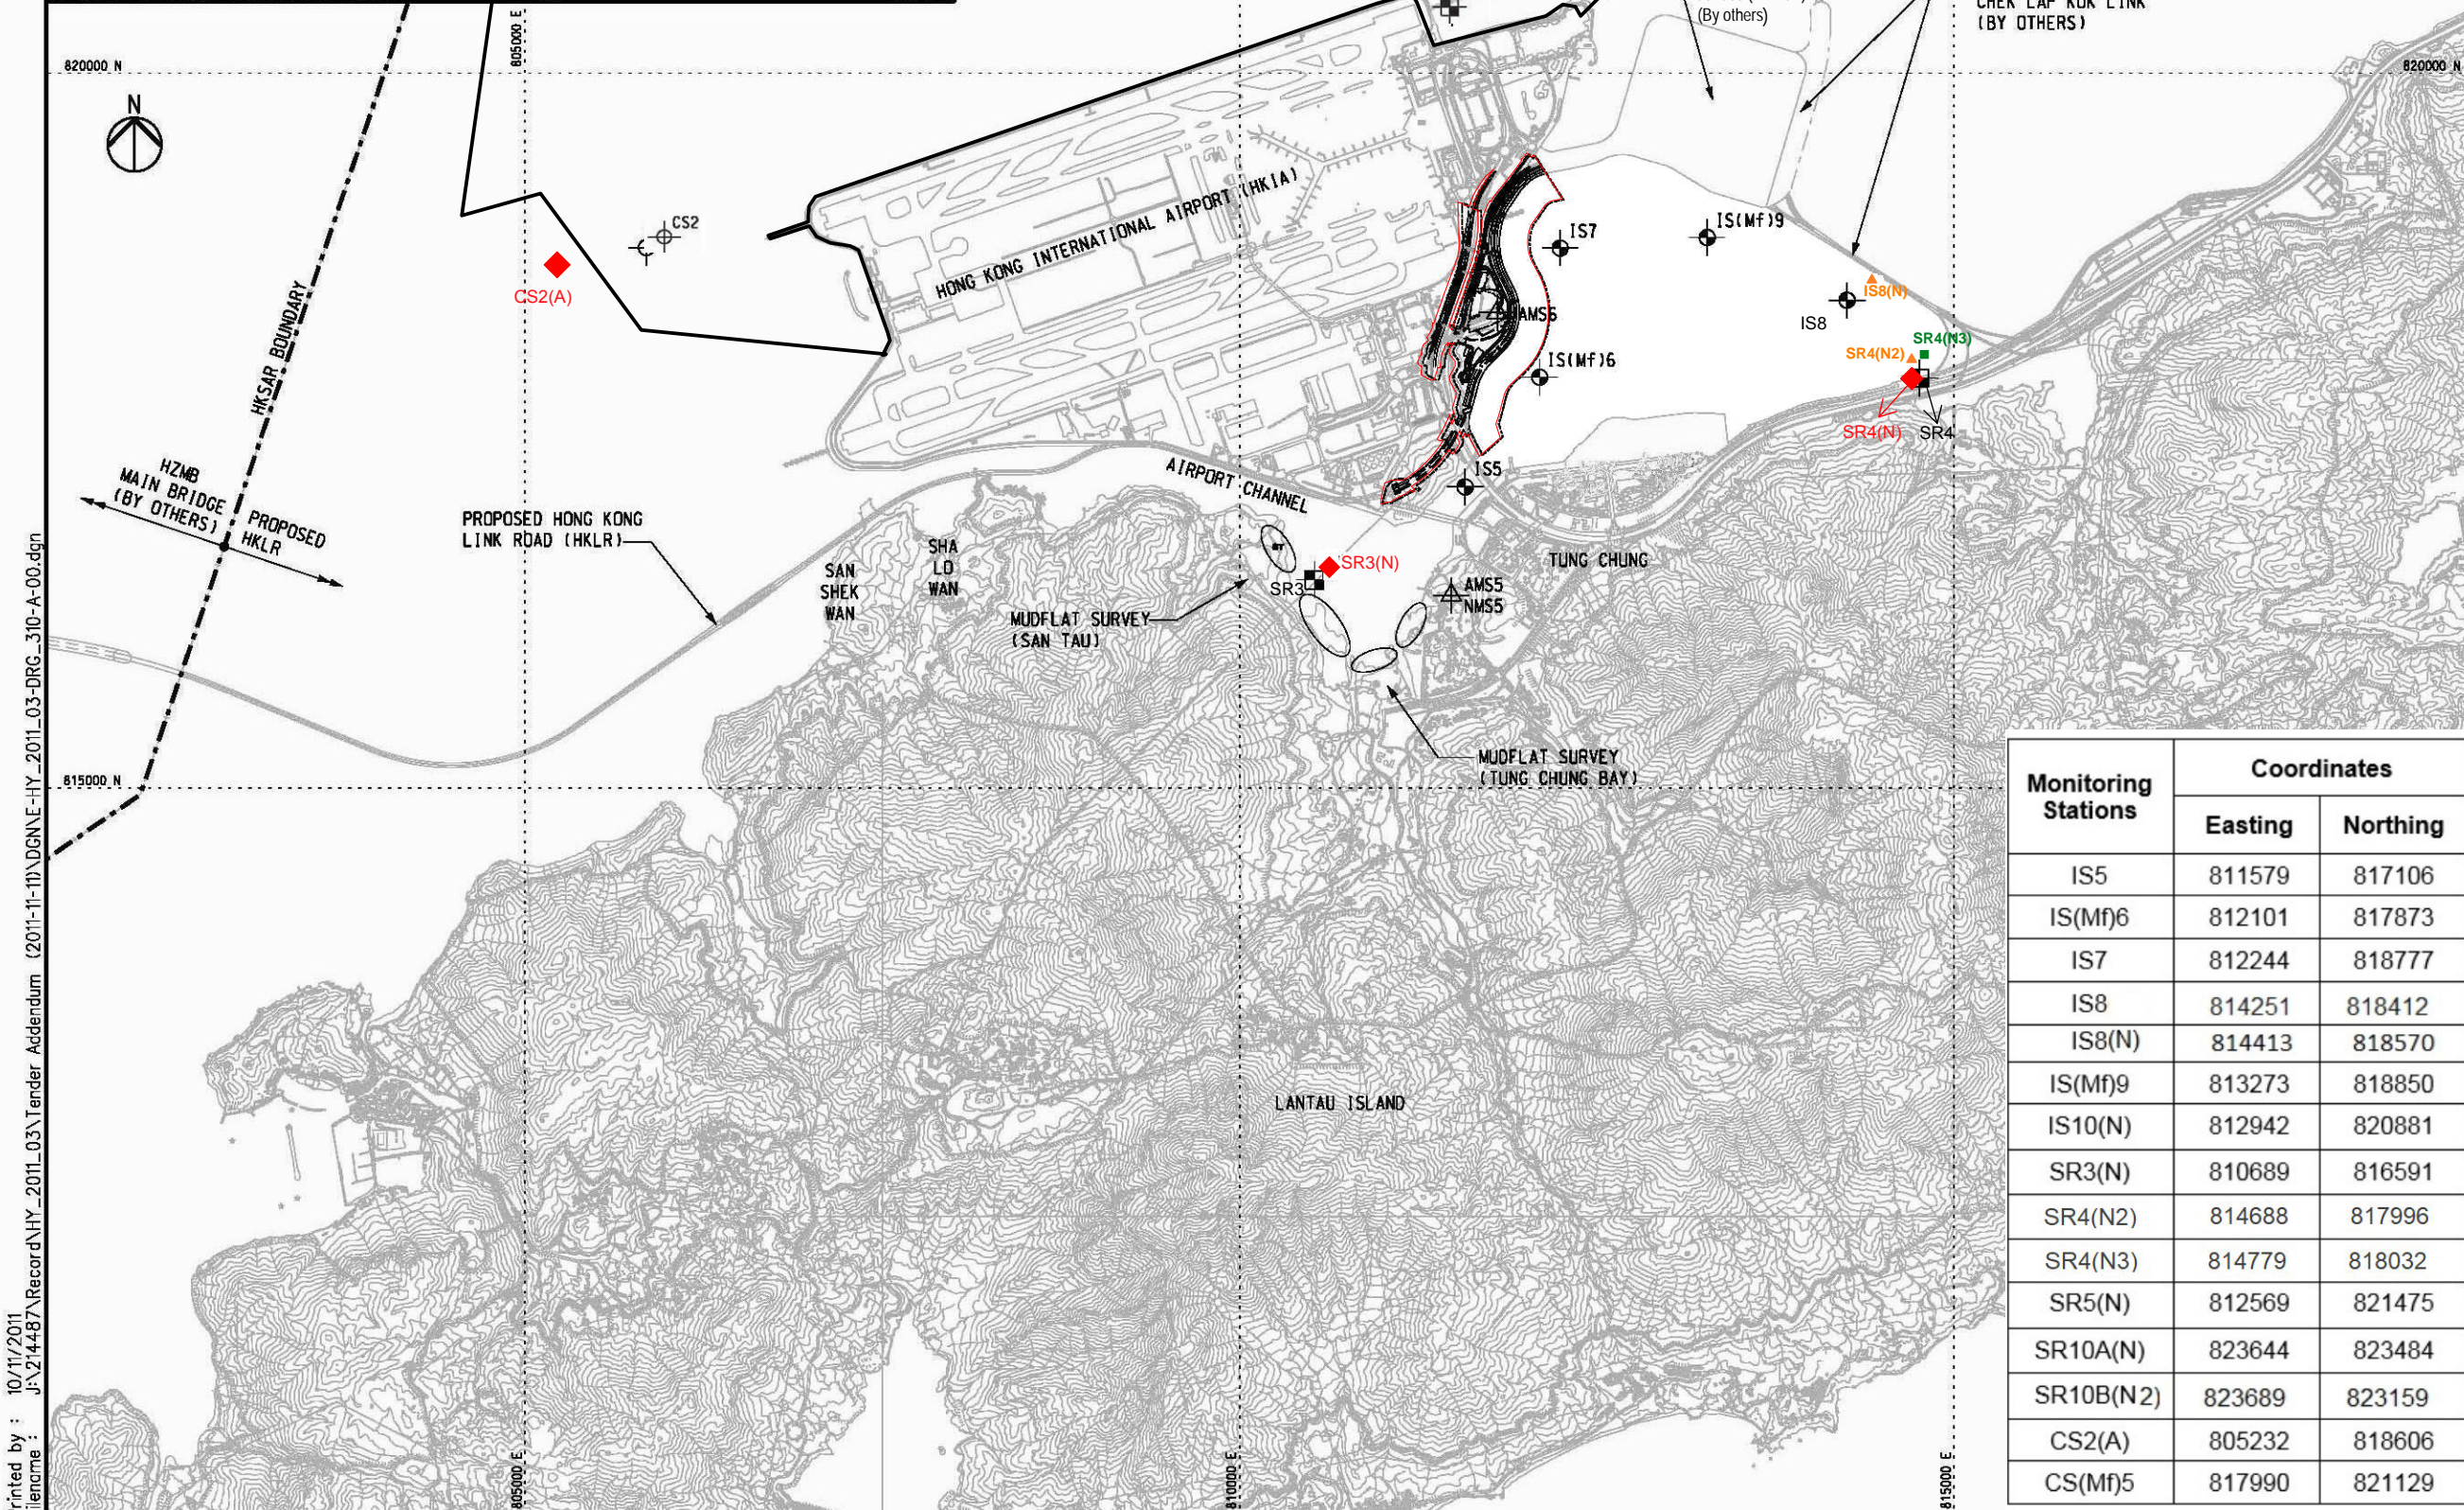 (By others)
CHEK LAP KOK LINK
(BY OTHERS)
805000 E
820000 N
820000 N
N
CS2
CS2(A)
HKSAR BOUNDARY
HONG KONG INTERNATIONAL AIRPORT (HKIA)
IS7
IS(Mf)9
IS8(N)
IS8
AMS6
SR4(N3)
SR4(N2)
IS(Mf)6
SR4(N)
SR4
HZMB
MAIN BRIDGE
(BY OTHERS)
PROPOSED
HKLR
AIRPORT CHANNEL
IS5
PROPOSED HONG KONG
LINK ROAD (HKLR)
SAN
SHEK
WAN
SHA
LO
WAN
SR3(N)
SR3
TUNG CHUNG
AMS5
NMS5
MUDFLAT SURVEY
(SAN TAU)
MUDFLAT SURVEY
(TUNG CHUNG BAY)
815000 N
LANTAU ISLAND
805000 E
810000 E
815000 E
Monitoring Stations
Coordinates
Easting Northing
IS5 811579 817106
IS(Mf)6 812101 817873
IS7 812244 818777
IS8 814251 818412
IS8(N) 814413 818570
IS(Mf)9 813273 818850
IS10(N) 812942 820881
SR3(N) 810689 816591
SR4(N2) 814688 817996
SR4(N3) 814779 818032
SR5(N) 812569 821475
SR10A(N) 823644 823484
SR10B(N2) 823689 823159
CS2(A) 805232 818606
CS(Mf)5 817990 821129
rinted by : 10/11/2011
ilename : J:\214487\Record\HY_2011_03\Tender Addendum (2011-11-11)\DGN\E-HY_2011_03-DRG_310-A-00.dgn